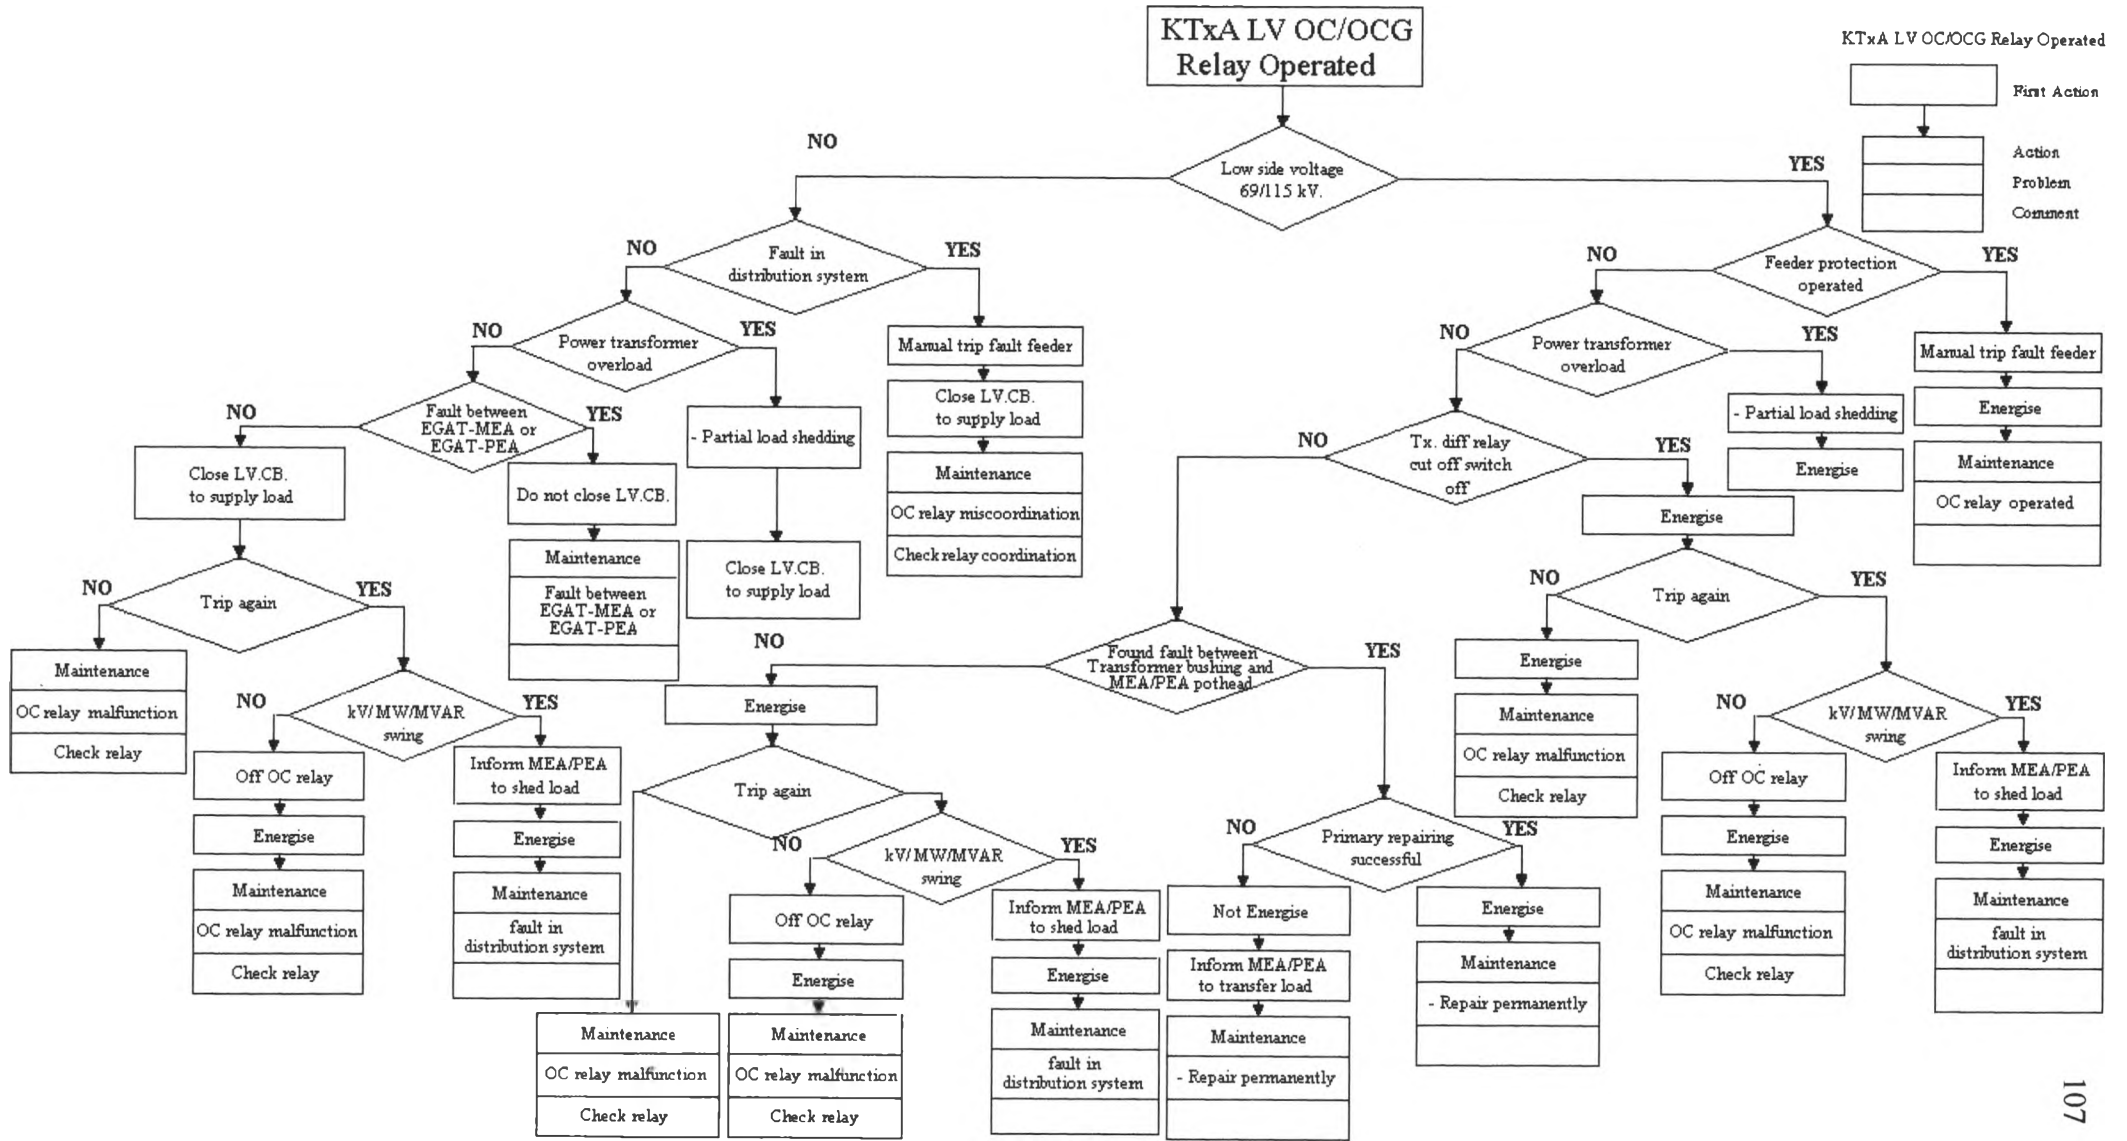 KTxA LV OC/OCG
Relay Operated
KTxA LV OC/OCG Relay Operated
First Action
Action
Problem
Comment
Low side voltage
69/115 kV.
NO
YES
Fault in
distribution system
NO
YES
Feeder protection
operated
NO
YES
Power transformer
overload
NO
YES
Manual trip fault feeder
Close LV.CB.
to supply load
Maintenance
OC relay miscoordination
Check relay coordination
Fault between
EGAT-MEA or
EGAT-PEA
NO
YES
- Partial load shedding
Close LV.CB.
to supply load
Close LV.CB.
to supply load
Do not close LV.CB.
Maintenance
Fault between
EGAT-MEA or
EGAT-PEA
Trip again
NO
YES
Maintenance
OC relay malfunction
Check relay
kV/MW/MVAR
swing
NO
YES
Off OC relay
Energise
Maintenance
OC relay malfunction
Check relay
Inform MEA/PEA
to shed load
Energise
Maintenance
fault in
distribution system
Power transformer
overload
NO
YES
Manual trip fault feeder
Energise
Maintenance
OC relay operated
- Partial load shedding
Energise
Tx. diff relay
cut off switch
off
NO
YES
Energise
Trip again
NO
YES
Energise
Maintenance
OC relay malfunction
Check relay
kV/MW/MVAR
swing
NO
YES
Off OC relay
Energise
Maintenance
OC relay malfunction
Check relay
Inform MEA/PEA
to shed load
Energise
Maintenance
fault in
distribution system
Found fault between
Transformer bushing and
MEA/PEA pothead
NO
YES
Energise
Trip again
NO
kV/MW/MVAR
swing
YES
Maintenance
OC relay malfunction
Check relay
Off OC relay
Energise
Maintenance
OC relay malfunction
Check relay
Inform MEA/PEA
to shed load
Energise
Maintenance
fault in
distribution system
Primary repairing
successful
NO
YES
Not Energise
Inform MEA/PEA
to transfer load
Maintenance
- Repair permanently
Energise
Maintenance
- Repair permanently
107